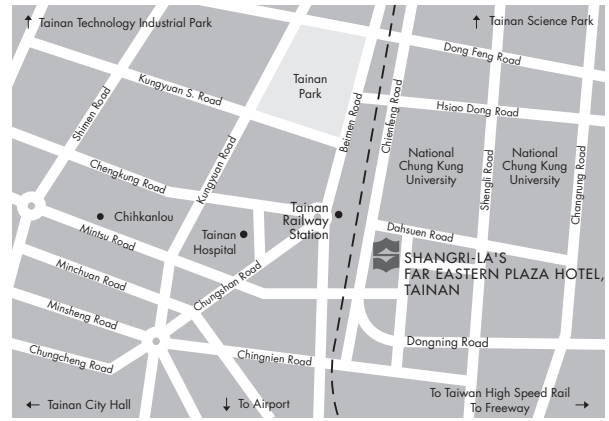 ↑ Tainan Technology Industrial Park
↑ Tainan Science Park
Dong Feng Road
Tainan
Park
Kungyuan S. Road
Hsiao Dong Road
Shimen Road
Beimen Road
Chienfeng Road
Kungyuan Road
National
Chung Kung
University
National
Chung Kung
University
Shengli Road
Changrung Road
Chengkung Road
Chihkanlou
Tainan
Railway
Station
Mintsu Road
Tainan
Hospital
Dahsuen Road
SHANGRI-LA'S
FAR EASTERN PLAZA HOTEL,
TAINAN
Minchuan Road
Chungshan Road
Minsheng Road
Dongning Road
Chungcheng Road
Chingnien Road
To Taiwan High Speed Rail
To Freeway →
← Tainan City Hall
↓ To Airport